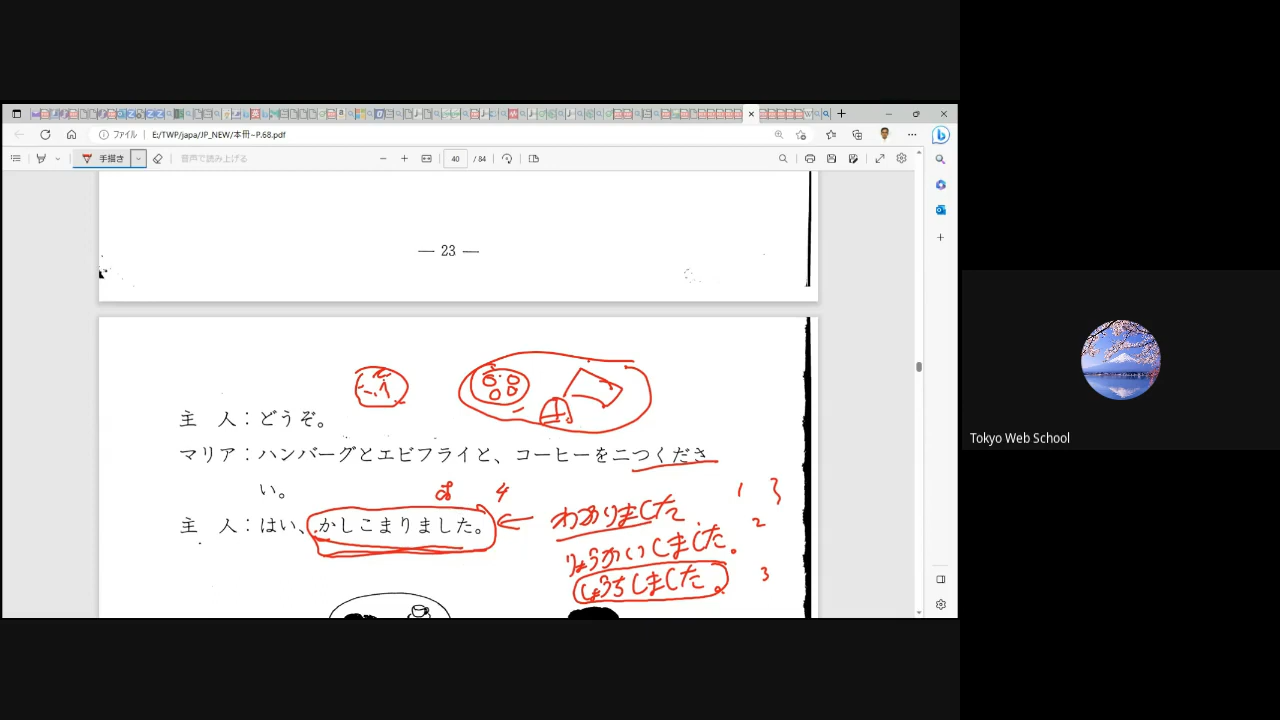 ファイル E:/TWP/japa/JP_NEW/本冊-P.68.pdf
手描き 音声で読み上げる 40 / 84
— 23 —
主 人：どうぞ。
マリア：ハンバーグとエビフライと、コーヒーを二つくださ
い。
4
主 人：はい、かしこまりました。
わかりました 1
りょうかいしました。 2
しょうちしました。 3
Tokyo Web School